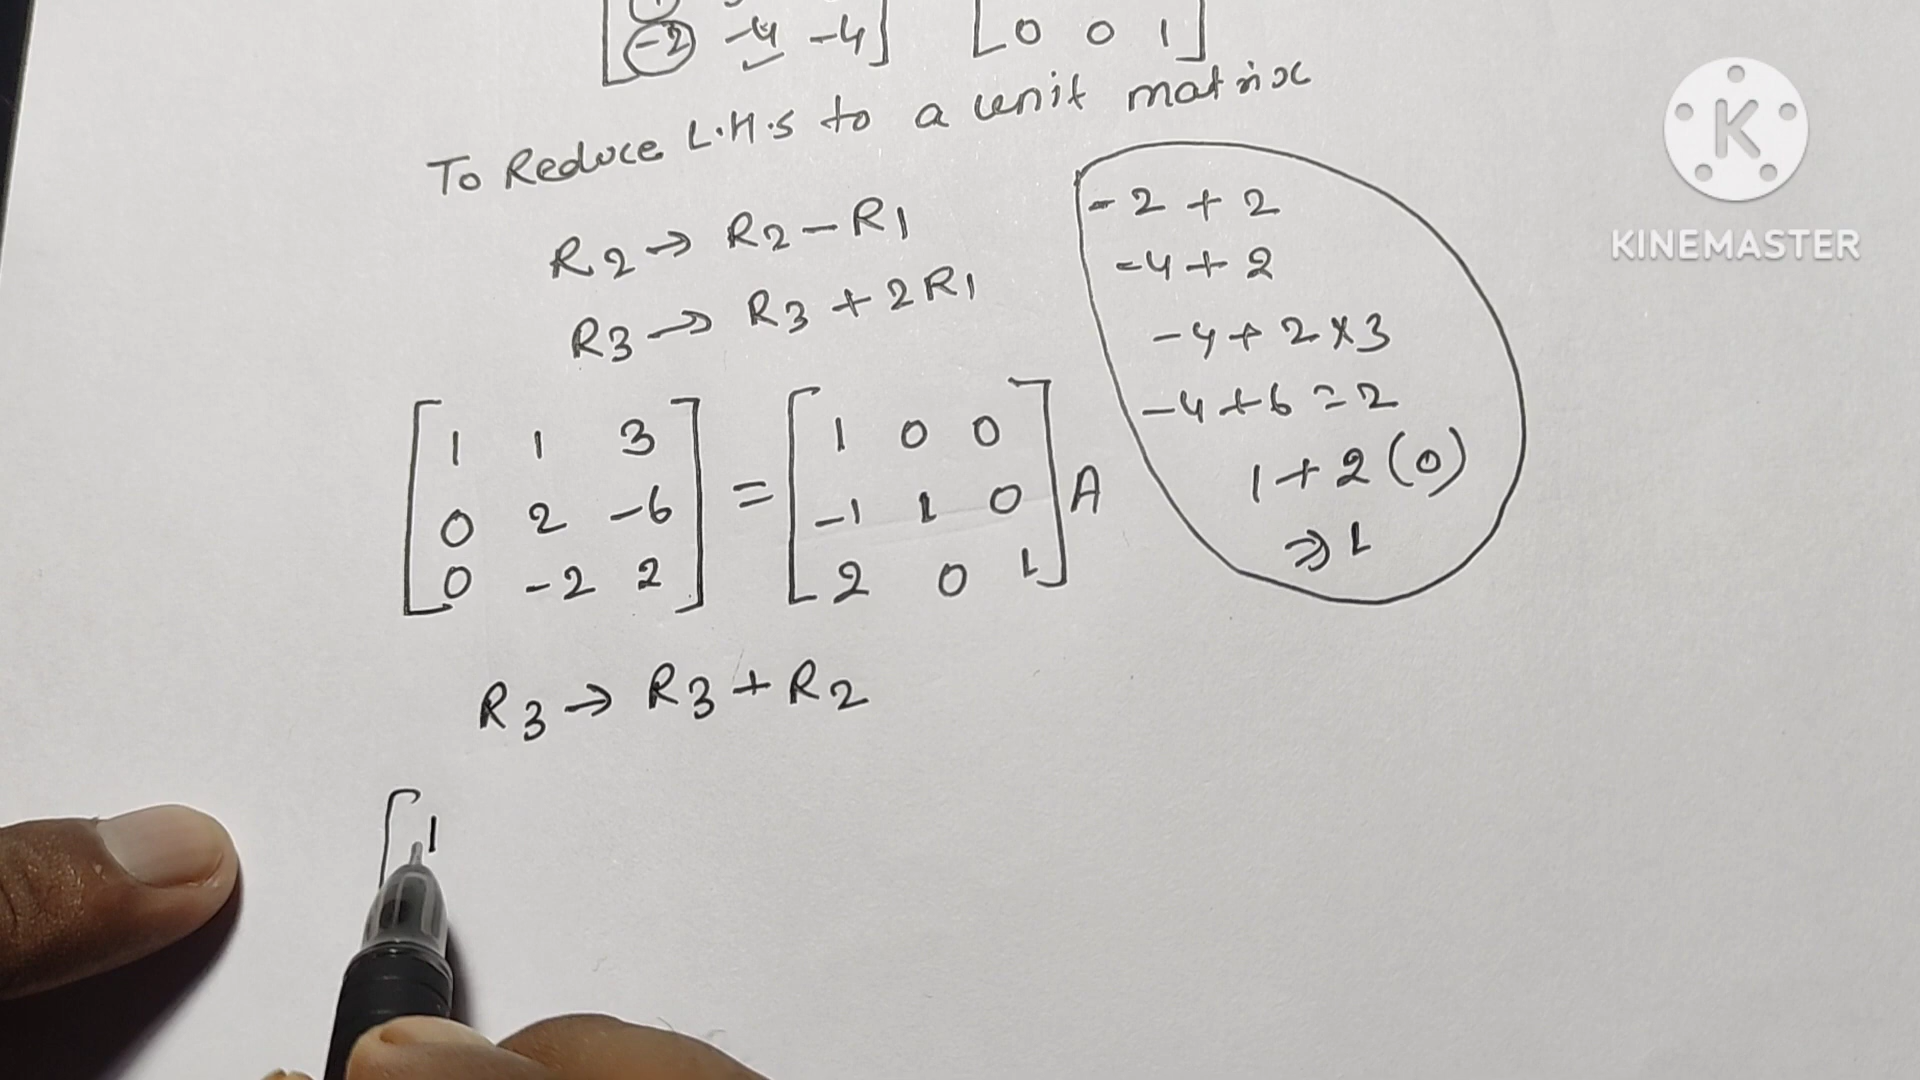 -2 -4 -4] [0 0 1]
To Reduce L.H.S to a unit matrix
R2 → R2 - R1
R3 → R3 + 2R1
[1 1 3
0 2 -6
0 -2 2]
=
[1 0 0
-1 1 0
2 0 1] A
-2 + 2
-4 + 2
-4 + 2 x 3
-4 + 6 = 2
1 + 2 (0)
⇒ 1
R3 → R3 + R2
[1
K
KINEMASTER